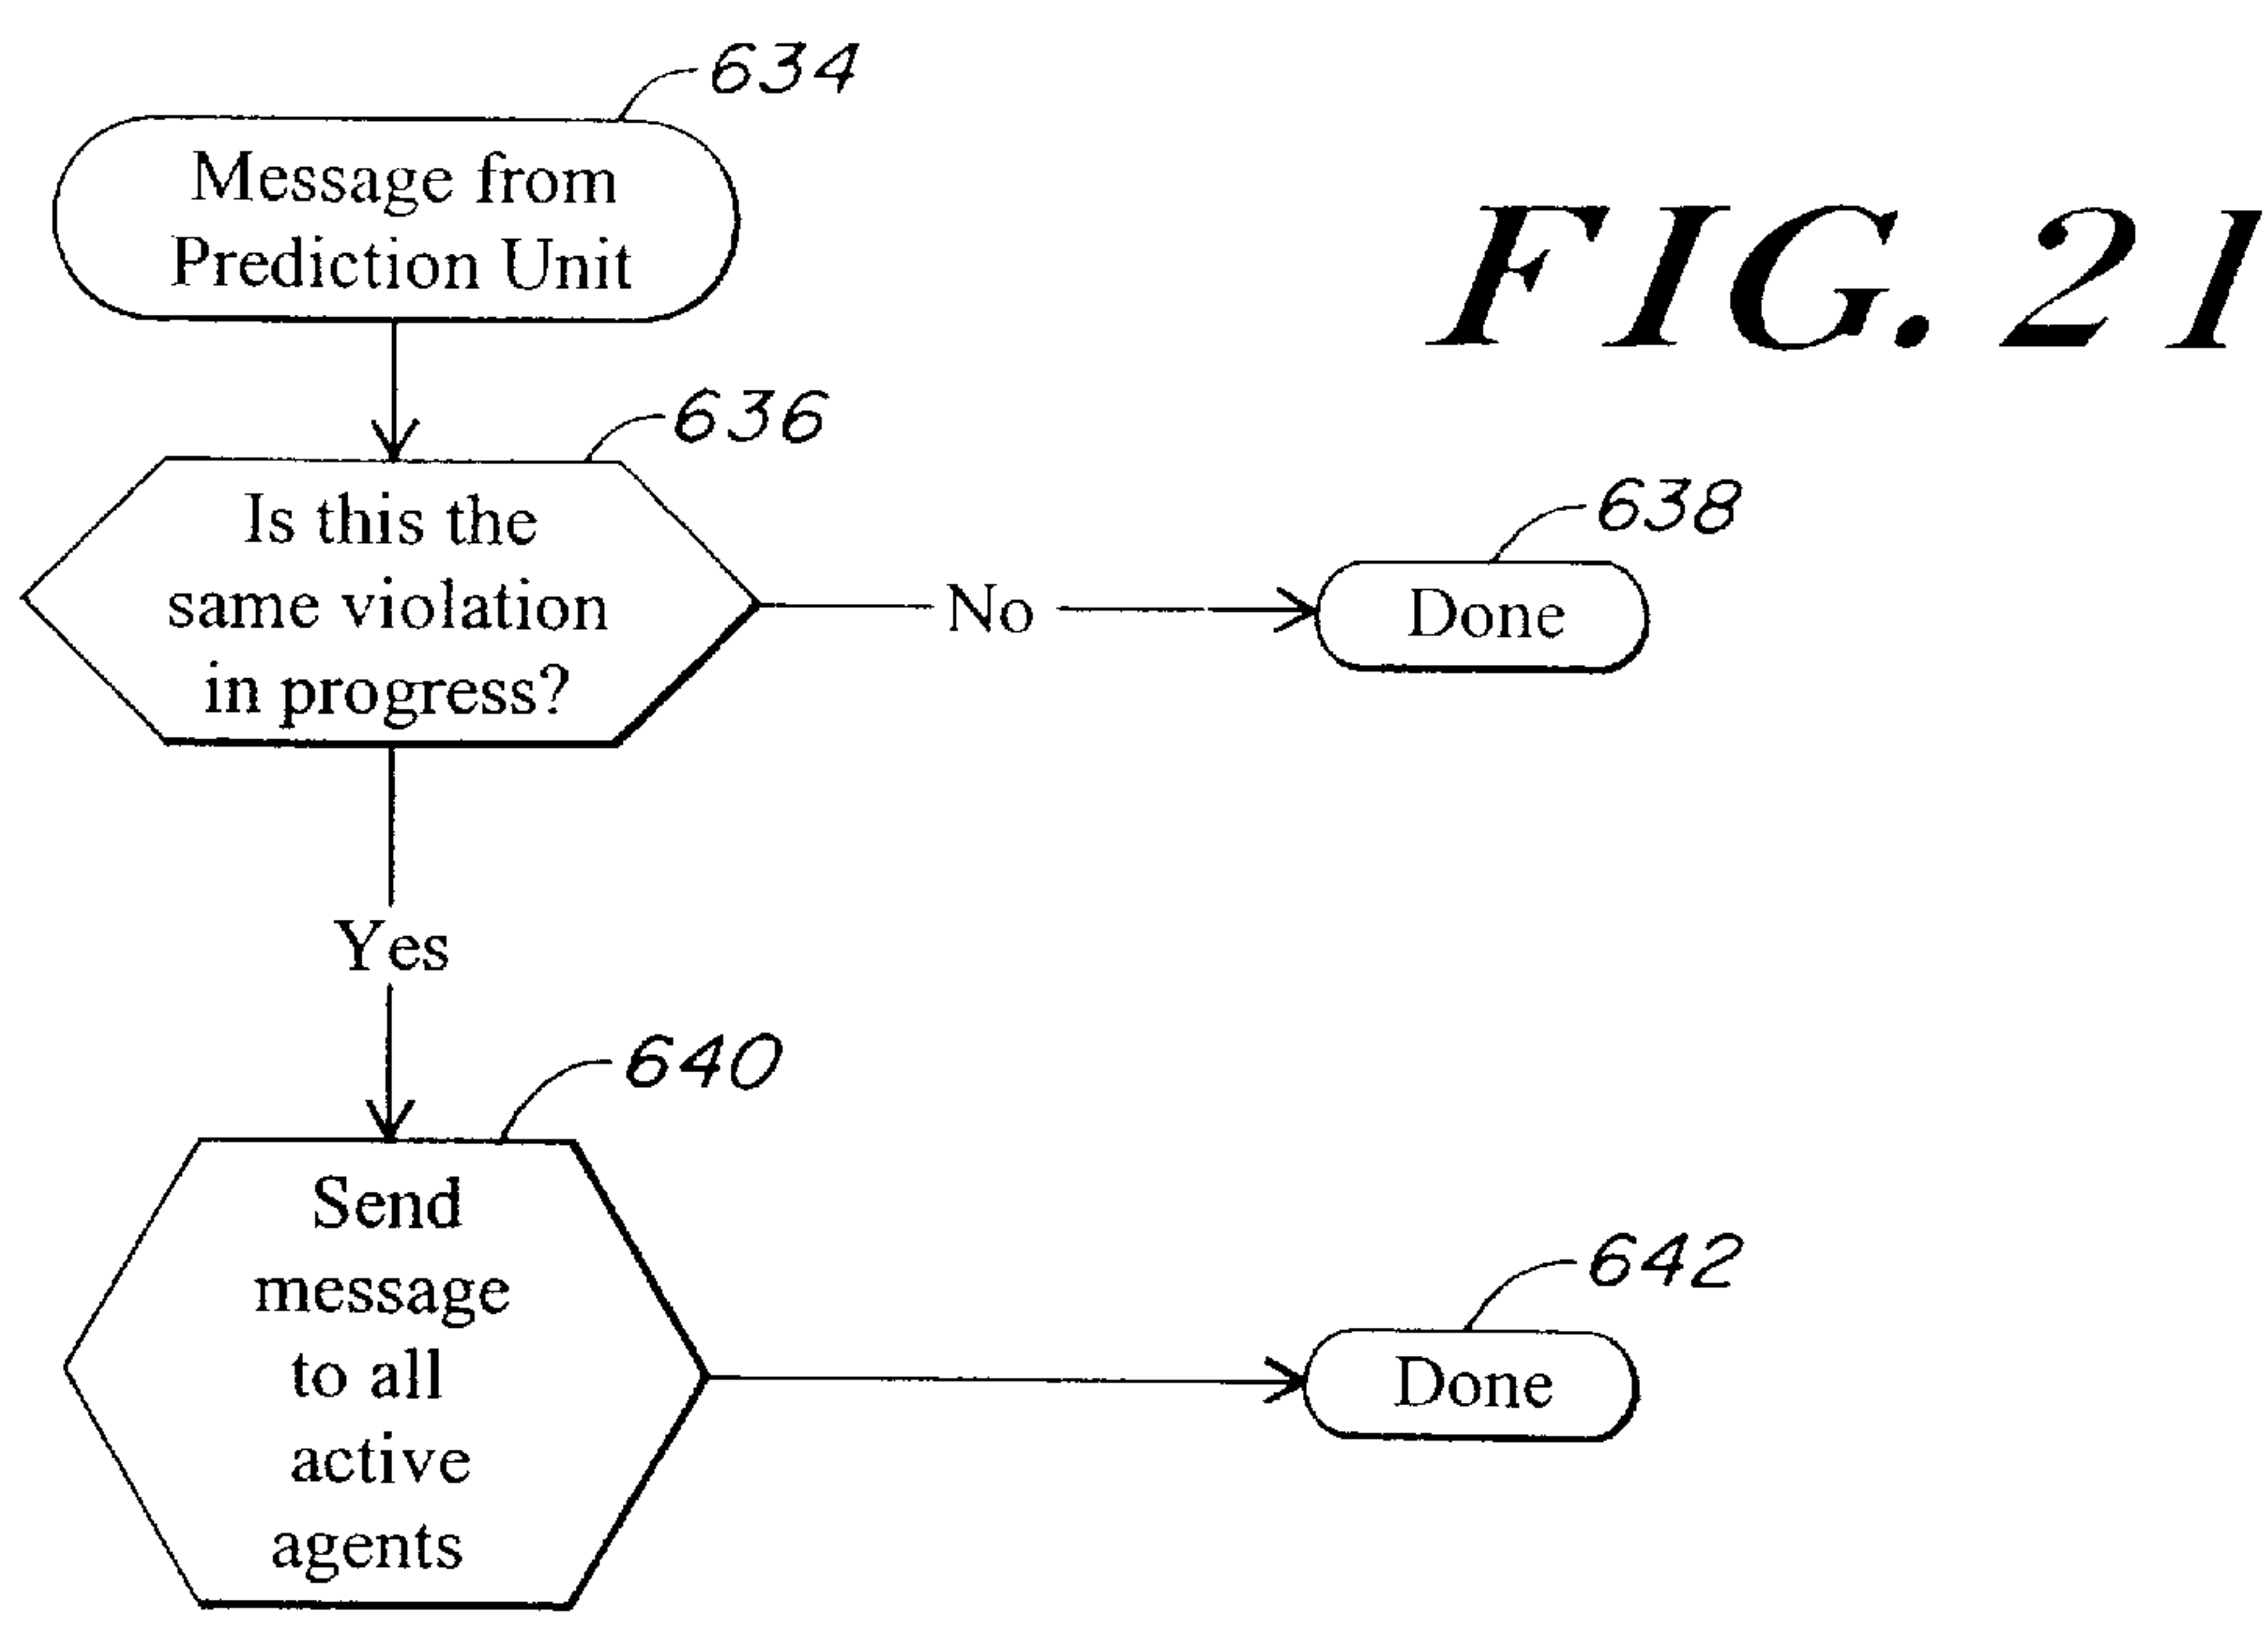 634
Message from
Prediction Unit
FIG. 21
636
Is this the
same violation
in progress?
No
638
Done
Yes
640
Send
message
to all
active
agents
642
Done